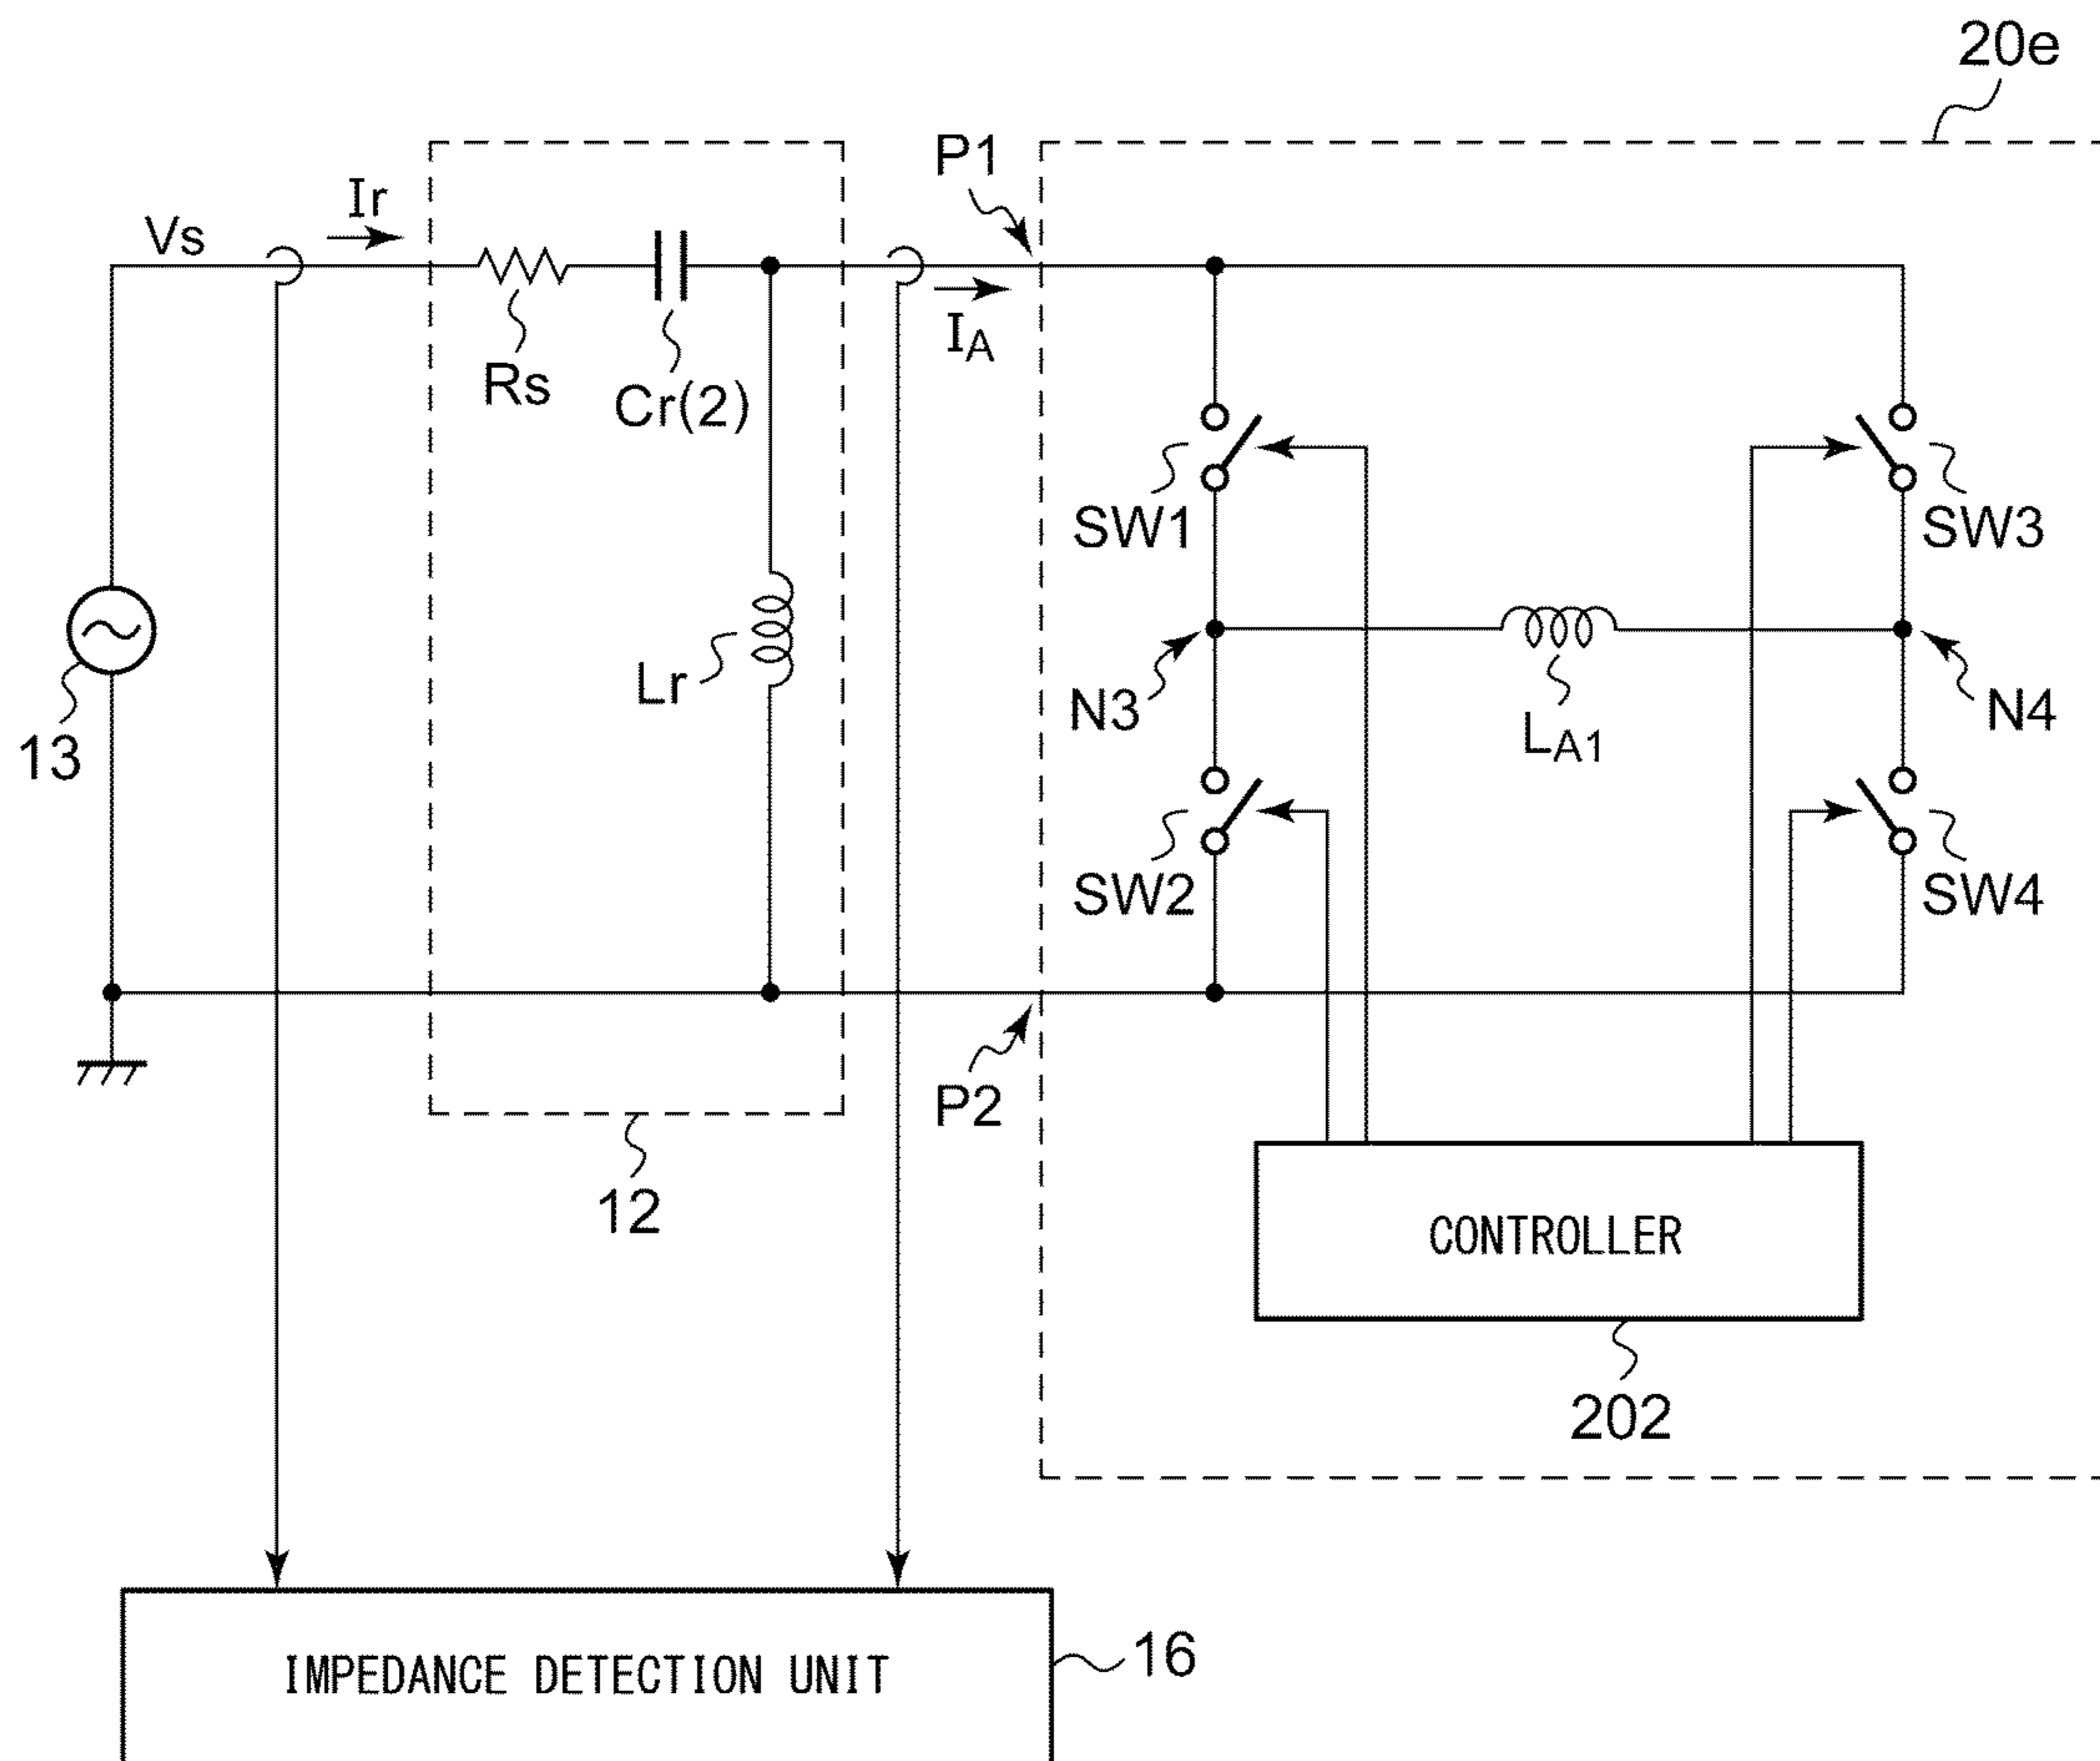 20e
P1
Ir
Vs
IA
Rs
Cr(2)
SW1
SW3
Lr
N3
LA1
N4
13
SW2
SW4
P2
12
CONTROLLER
202
IMPEDANCE DETECTION UNIT
16